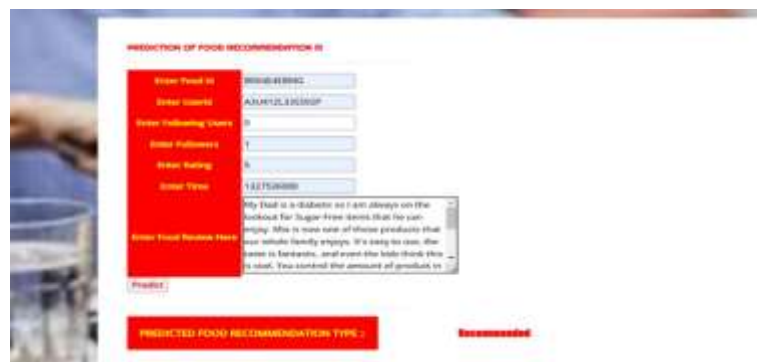 PREDICTION OF FOOD RECOMMENDATION !!!
Enter Food Id
Enter UserId
Enter Following Users 0
Enter Followers 1
Enter Rating 5
Enter Time
Enter Food Review Here
My Dad is a diabetic so I am always on the
lookout for Sugar-Free items that he can
enjoy. Mio is now one of those products that
our whole family enjoys. It's easy to use, the
taste is fantastic, and even the kids think this
is cool. You control the amount of product in
Predict
PREDICTED FOOD RECOMMENDATION TYPE : Recommended